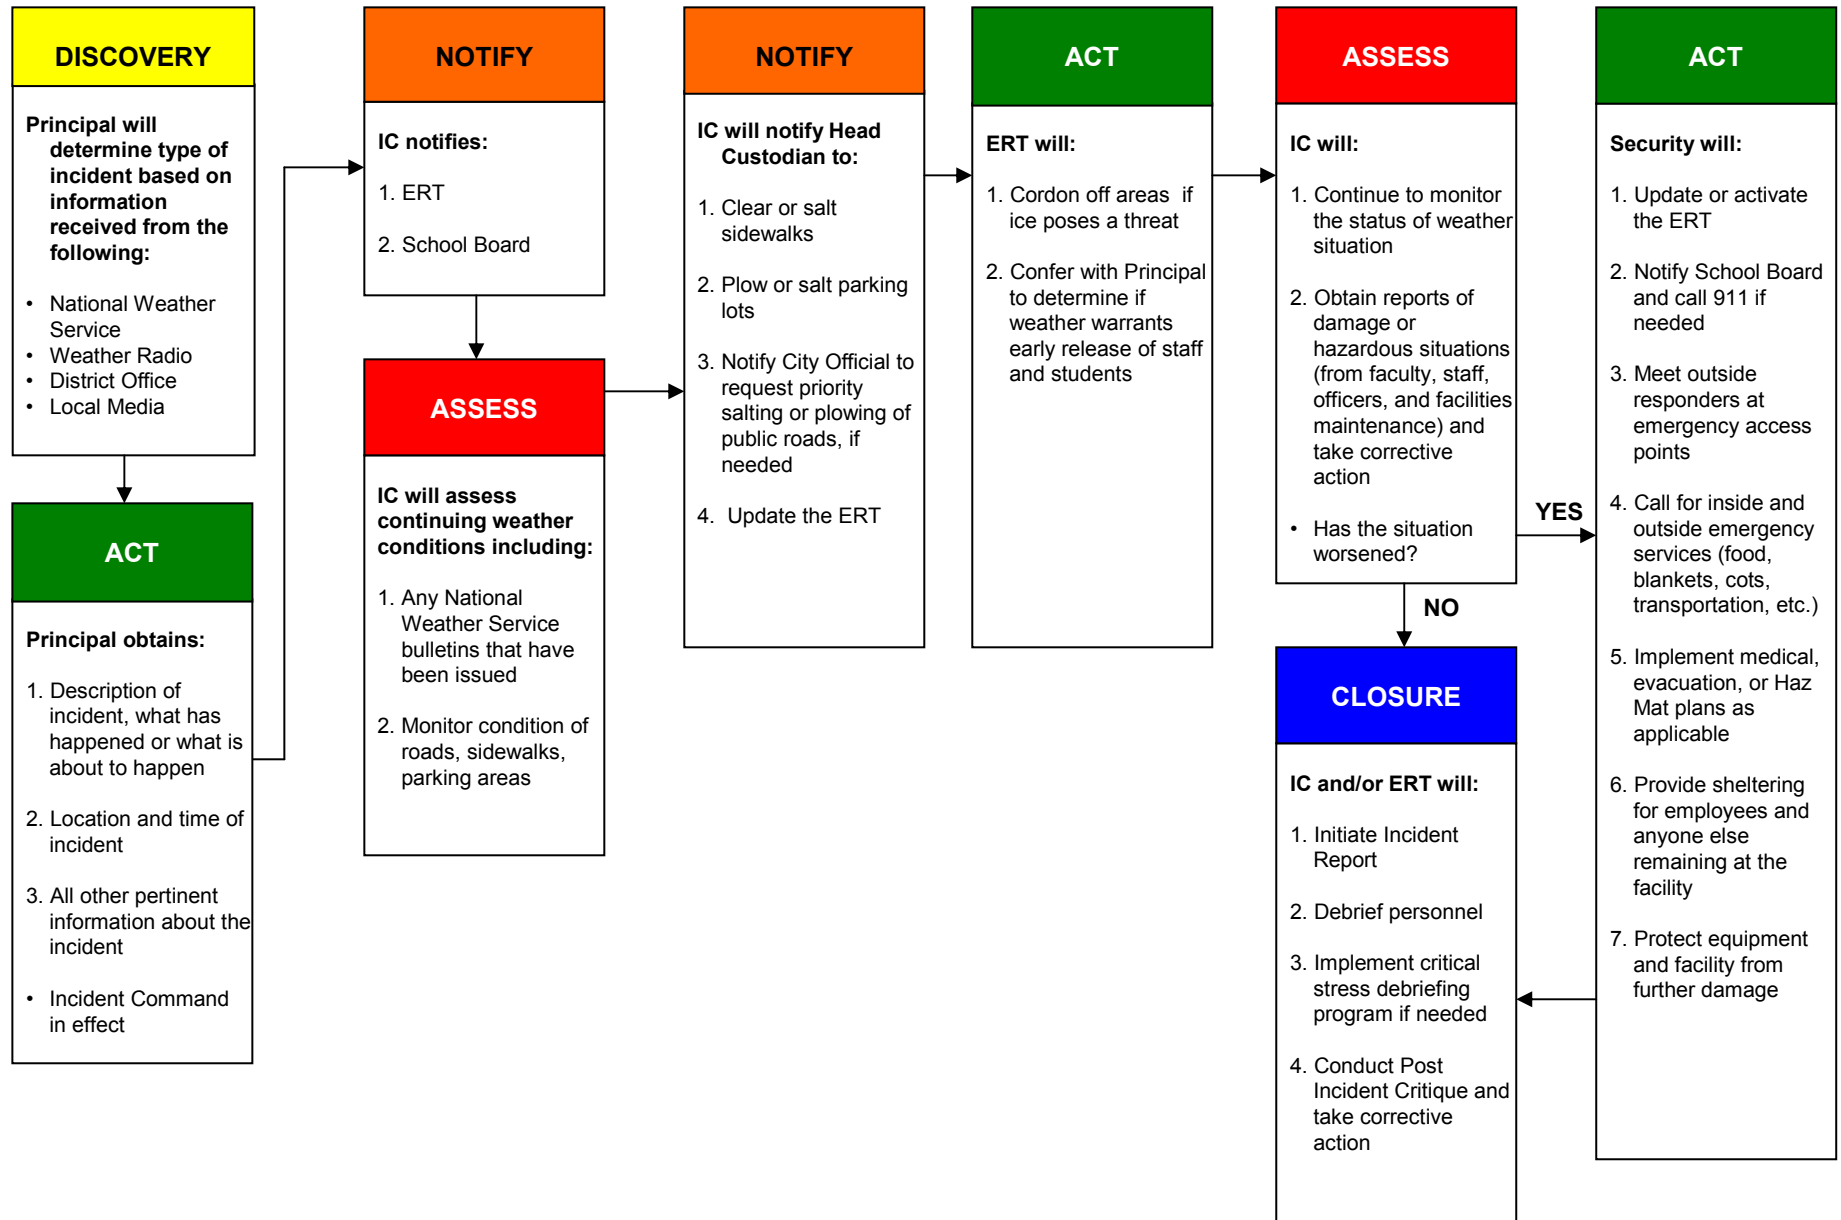 DISCOVERY
Principal will
determine type of
incident based on
information
received from the
following:
• National Weather
Service
• Weather Radio
• District Office
• Local Media
ACT
Principal obtains:
1. Description of
incident, what has
happened or what is
about to happen
2. Location and time of
incident
3. All other pertinent
information about the
incident
• Incident Command
in effect
NOTIFY
IC notifies:
1. ERT
2. School Board
ASSESS
IC will assess
continuing weather
conditions including:
1. Any National
Weather Service
bulletins that have
been issued
2. Monitor condition of
roads, sidewalks,
parking areas
NOTIFY
IC will notify Head
Custodian to:
1. Clear or salt
sidewalks
2. Plow or salt parking
lots
3. Notify City Official to
request priority
salting or plowing of
public roads, if
needed
4. Update the ERT
ACT
ERT will:
1. Cordon off areas if
ice poses a threat
2. Confer with Principal
to determine if
weather warrants
early release of staff
and students
ASSESS
IC will:
1. Continue to monitor
the status of weather
situation
2. Obtain reports of
damage or
hazardous situations
(from faculty, staff,
officers, and facilities
maintenance) and
take corrective
action
• Has the situation
worsened?
YES
NO
CLOSURE
IC and/or ERT will:
1. Initiate Incident
Report
2. Debrief personnel
3. Implement critical
stress debriefing
program if needed
4. Conduct Post
Incident Critique and
take corrective
action
ACT
Security will:
1. Update or activate
the ERT
2. Notify School Board
and call 911 if
needed
3. Meet outside
responders at
emergency access
points
4. Call for inside and
outside emergency
services (food,
blankets, cots,
transportation, etc.)
5. Implement medical,
evacuation, or Haz
Mat plans as
applicable
6. Provide sheltering
for employees and
anyone else
remaining at the
facility
7. Protect equipment
and facility from
further damage